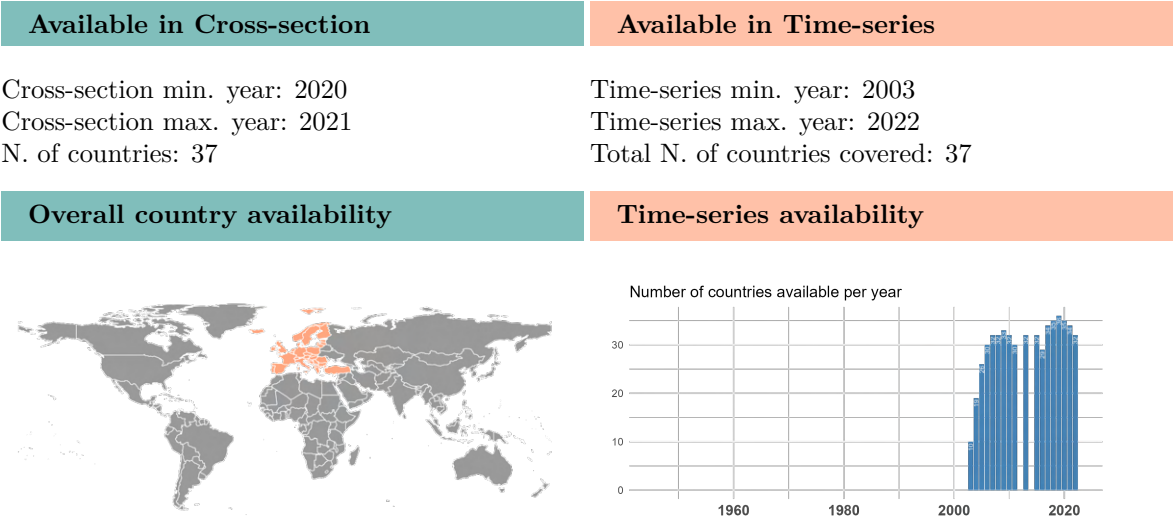 Available in Cross-section
Available in Time-series
Cross-section min. year: 2020
Cross-section max. year: 2021
N. of countries: 37
Time-series min. year: 2003
Time-series max. year: 2022
Total N. of countries covered: 37
Overall country availability
Time-series availability
Number of countries available per year
30
20
10
0
1960
1980
2000
2020